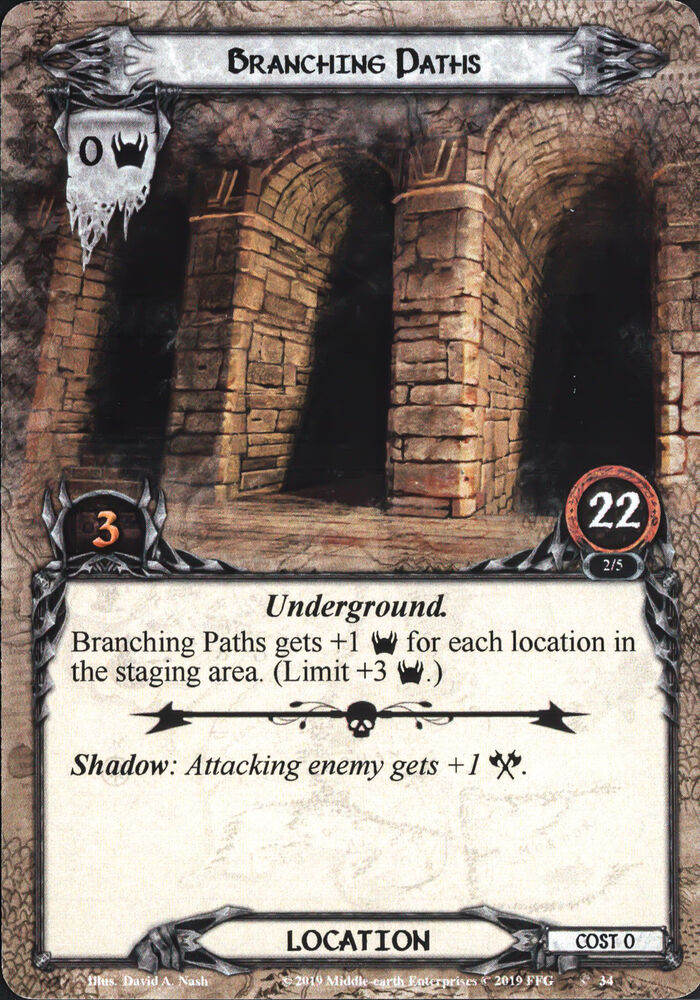 BRANCHING PATHS
0
3
22
2/5
Underground.
Branching Paths gets +1 for each location in
the staging area. (Limit +3 .)
Shadow: Attacking enemy gets +1 .
LOCATION
COST 0
Illus. David A. Nash
© 2019 Middle-earth Enterprises © 2019 FFG
34